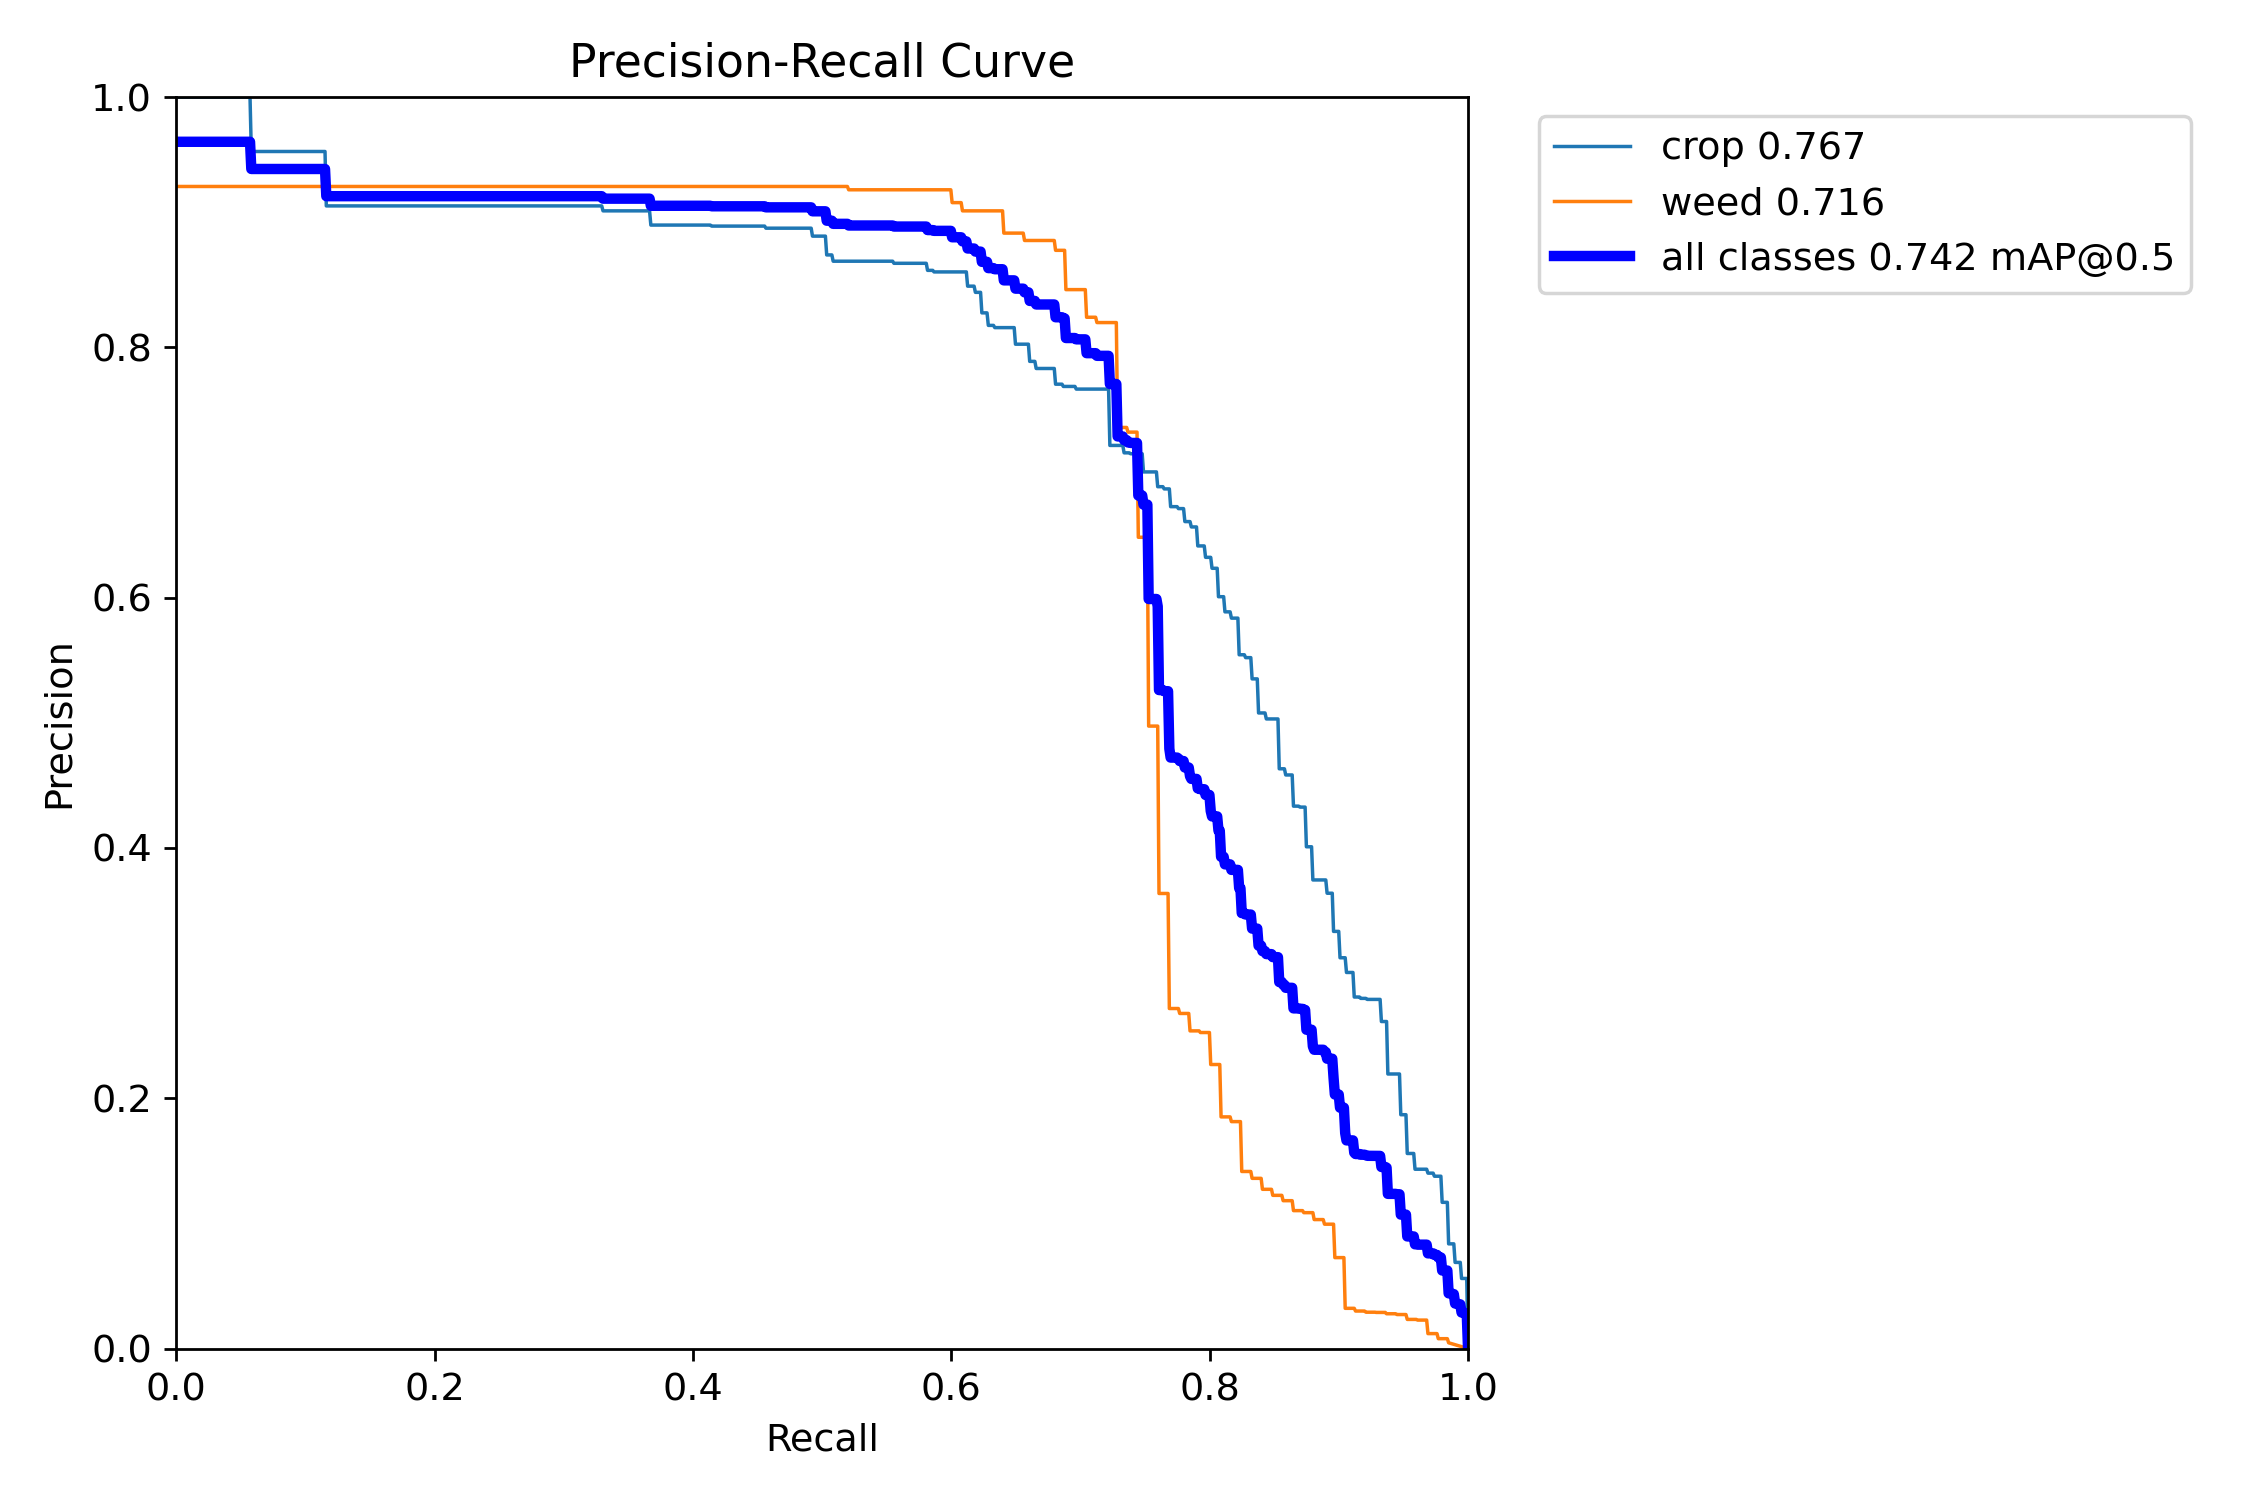 Precision-Recall Curve
crop 0.767
weed 0.716
all classes 0.742 mAP@0.5
Precision
1.0
0.8
0.6
0.4
0.2
0.0
0.0 0.2 0.4 0.6 0.8 1.0
Recall